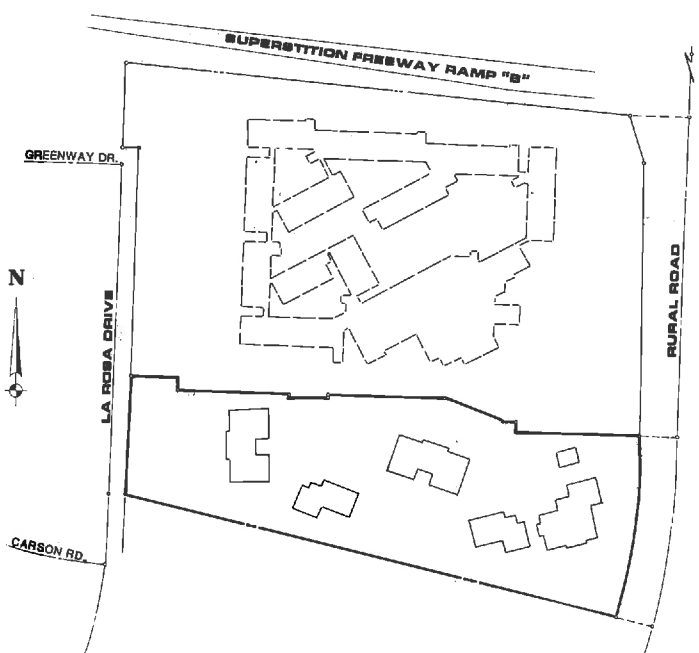 SUPERSTITION FREEWAY RAMP "B"
GREENWAY DR.
N
LA ROSA DRIVE
RURAL ROAD
CARSON RD.